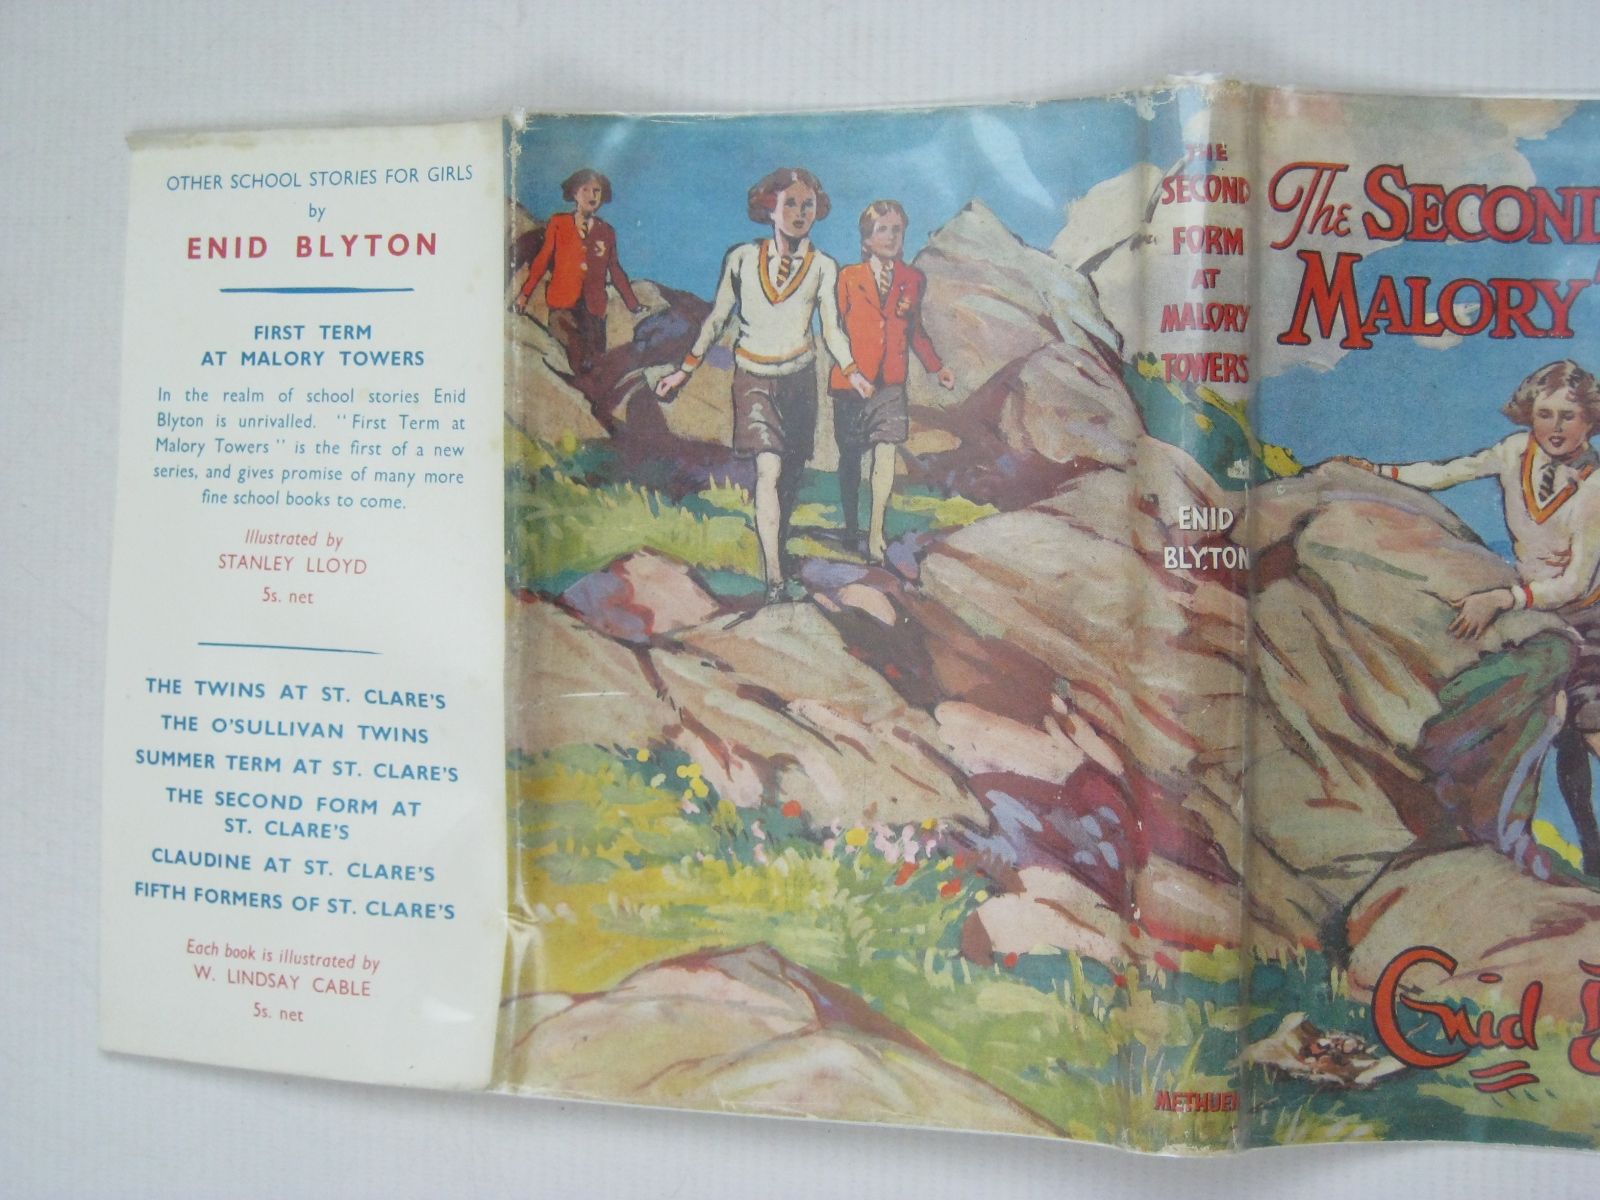 OTHER SCHOOL STORIES FOR GIRLS
by
ENID BLYTON
FIRST TERM
AT MALORY TOWERS
In the realm of school stories Enid
Blyton is unrivalled. "First Term at
Malory Towers" is the first of a new
series, and gives promise of many more
fine school books to come.
Illustrated by
STANLEY LLOYD
5s. net
THE TWINS AT ST. CLARE'S
THE O'SULLIVAN TWINS
SUMMER TERM AT ST. CLARE'S
THE SECOND FORM AT
ST. CLARE'S
CLAUDINE AT ST. CLARE'S
FIFTH FORMERS OF ST. CLARE'S
Each book is illustrated by
W. LINDSAY CABLE
5s. net
THE
SECOND
FORM
AT
MALORY
TOWERS
ENID
BLYTON
METHUEN
The SECOND
MALORY
Enid